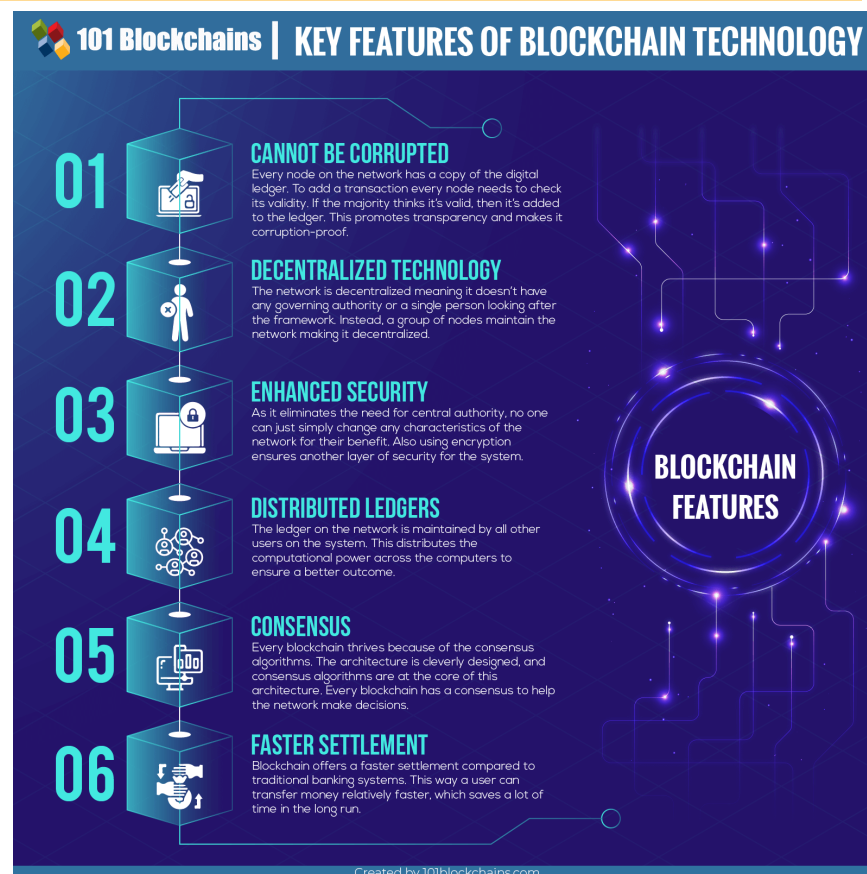 101 Blockchains | KEY FEATURES OF BLOCKCHAIN TECHNOLOGY
01
CANNOT BE CORRUPTED
Every node on the network has a copy of the digital
ledger. To add a transaction every node needs to check
its validity. If the majority thinks it's valid, then it's added
to the ledger. This promotes transparency and makes it
corruption-proof.
02
DECENTRALIZED TECHNOLOGY
The network is decentralized meaning it doesn't have
any governing authority or a single person looking after
the framework. Instead, a group of nodes maintain the
network making it decentralized.
03
ENHANCED SECURITY
As it eliminates the need for central authority, no one
can just simply change any characteristics of the
network for their benefit. Also using encryption
ensures another layer of security for the system.
04
DISTRIBUTED LEDGERS
The ledger on the network is maintained by all other
users on the system. This distributes the
computational power across the computers to
ensure a better outcome.
05
CONSENSUS
Every blockchain thrives because of the consensus
algorithms. The architecture is cleverly designed, and
consensus algorithms are at the core of this
architecture. Every blockchain has a consensus to help
the network make decisions.
06
FASTER SETTLEMENT
Blockchain offers a faster settlement compared to
traditional banking systems. This way a user can
transfer money relatively faster, which saves a lot of
time in the long run.
BLOCKCHAIN
FEATURES
Created by 101blockchains.com